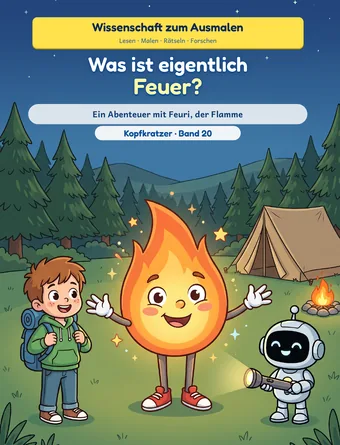 Wissenschaft zum Ausmalen
Lesen · Malen · Rätseln · Forschen
Was ist eigentlich
Feuer?
Ein Abenteuer mit Feuri, der Flamme
Kopfkratzer · Band 20